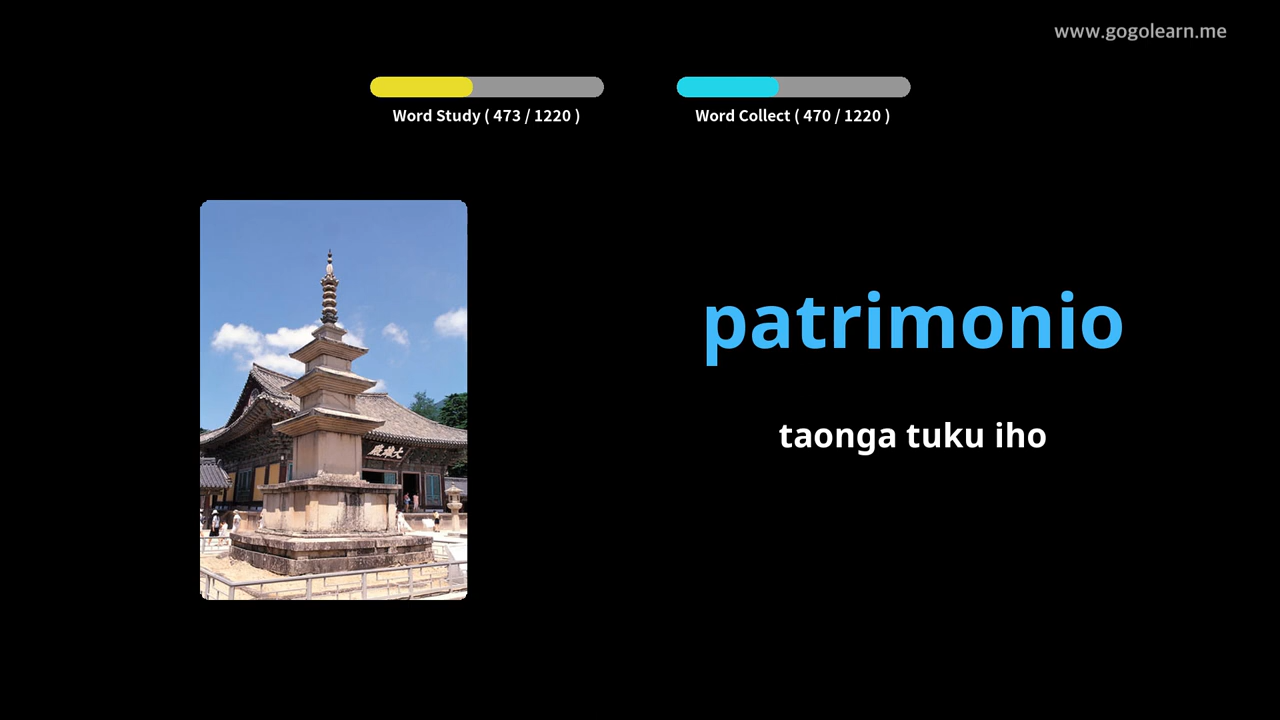 www.gogolearn.me
Word Study ( 473 / 1220 )
Word Collect ( 470 / 1220 )
patrimonio
taonga tuku iho